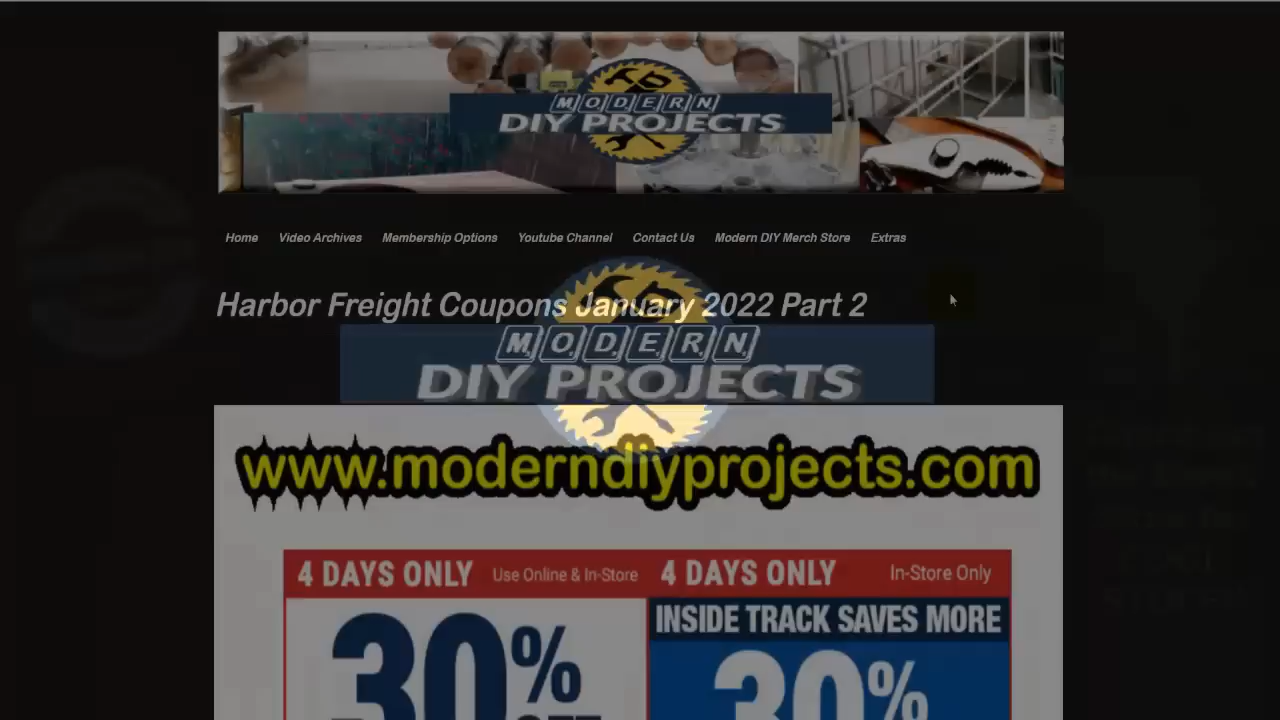 MODERN
DIY PROJECTS
Home Video Archives Membership Options Youtube Channel Contact Us Modern DIY Merch Store Extras
Harbor Freight Coupons January 2022 Part 2
MODERN
DIY PROJECTS
www.moderndiyprojects.com
4 DAYS ONLY Use Online & In-Store 4 DAYS ONLY In-Store Only
INSIDE TRACK SAVES MORE
30% 30%
OFF